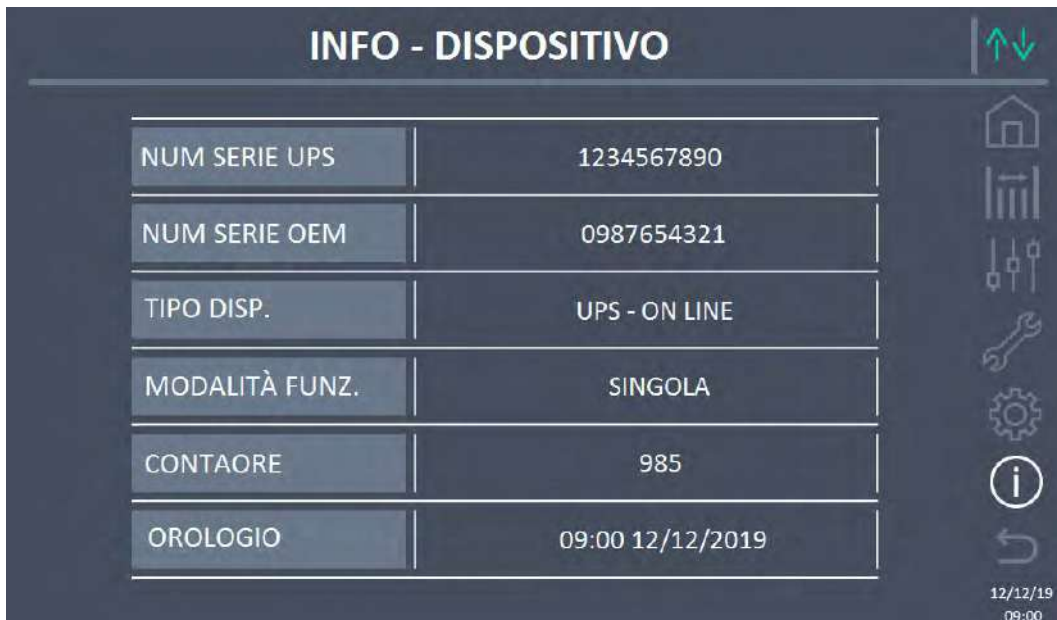 INFO - DISPOSITIVO
NUM SERIE UPS 1234567890
NUM SERIE OEM 0987654321
TIPO DISP. UPS - ON LINE
MODALITÀ FUNZ. SINGOLA
CONTAORE 985
OROLOGIO 09:00 12/12/2019
12/12/19
09:00